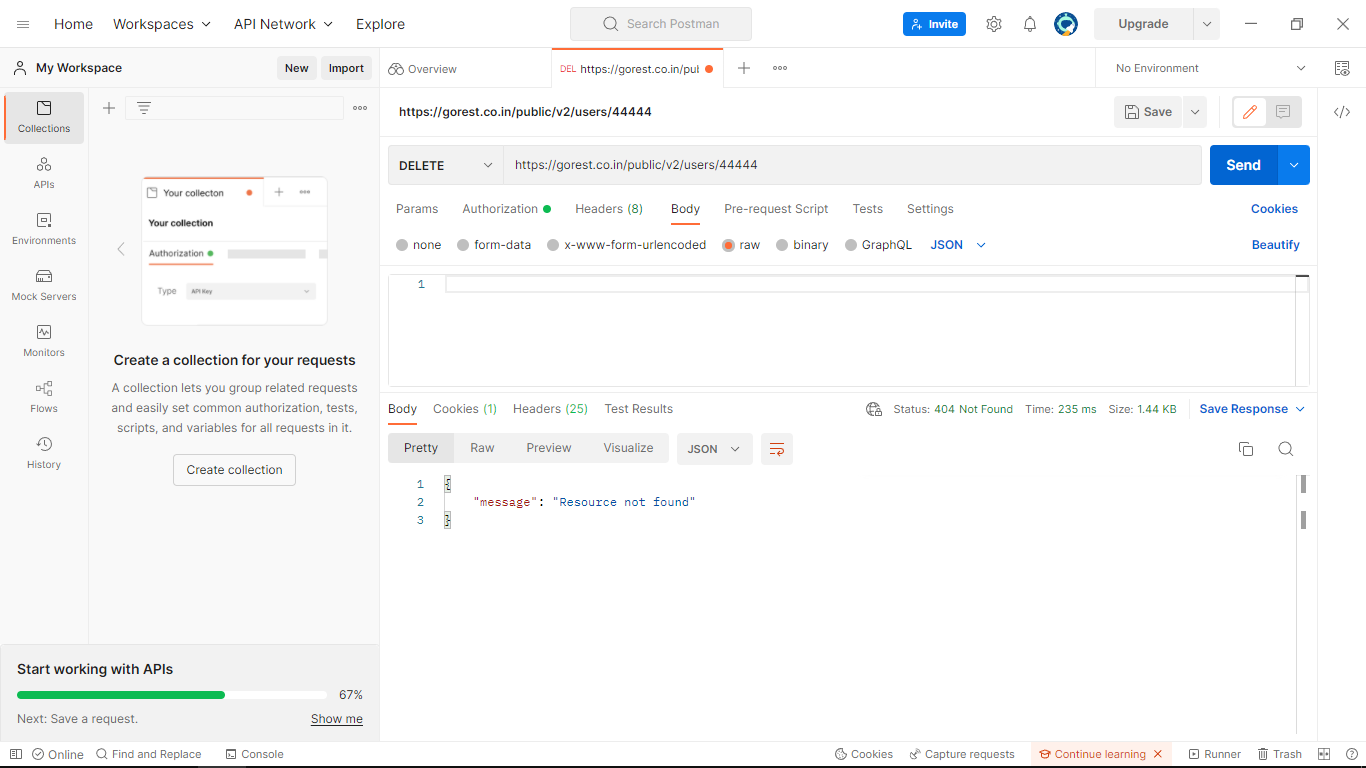 Home Workspaces API Network Explore Search Postman Invite Upgrade
My Workspace New Import Overview DEL https://gorest.co.in/pul No Environment
Collections
APIs
Environments
Mock Servers
Monitors
Flows
History
Your collecton
Your collection
Authorization
Type API Key
Create a collection for your requests
A collection lets you group related requests
and easily set common authorization, tests,
scripts, and variables for all requests in it.
Create collection
Start working with APIs
67%
Next: Save a request. Show me
https://gorest.co.in/public/v2/users/44444 Save
DELETE https://gorest.co.in/public/v2/users/44444 Send
Params Authorization Headers (8) Body Pre-request Script Tests Settings Cookies
none form-data x-www-form-urlencoded raw binary GraphQL JSON Beautify
1
Body Cookies (1) Headers (25) Test Results Status: 404 Not Found Time: 235 ms Size: 1.44 KB Save Response
Pretty Raw Preview Visualize JSON
1 {
2 "message": "Resource not found"
3 }
Online Find and Replace Console Cookies Capture requests Continue learning Runner Trash